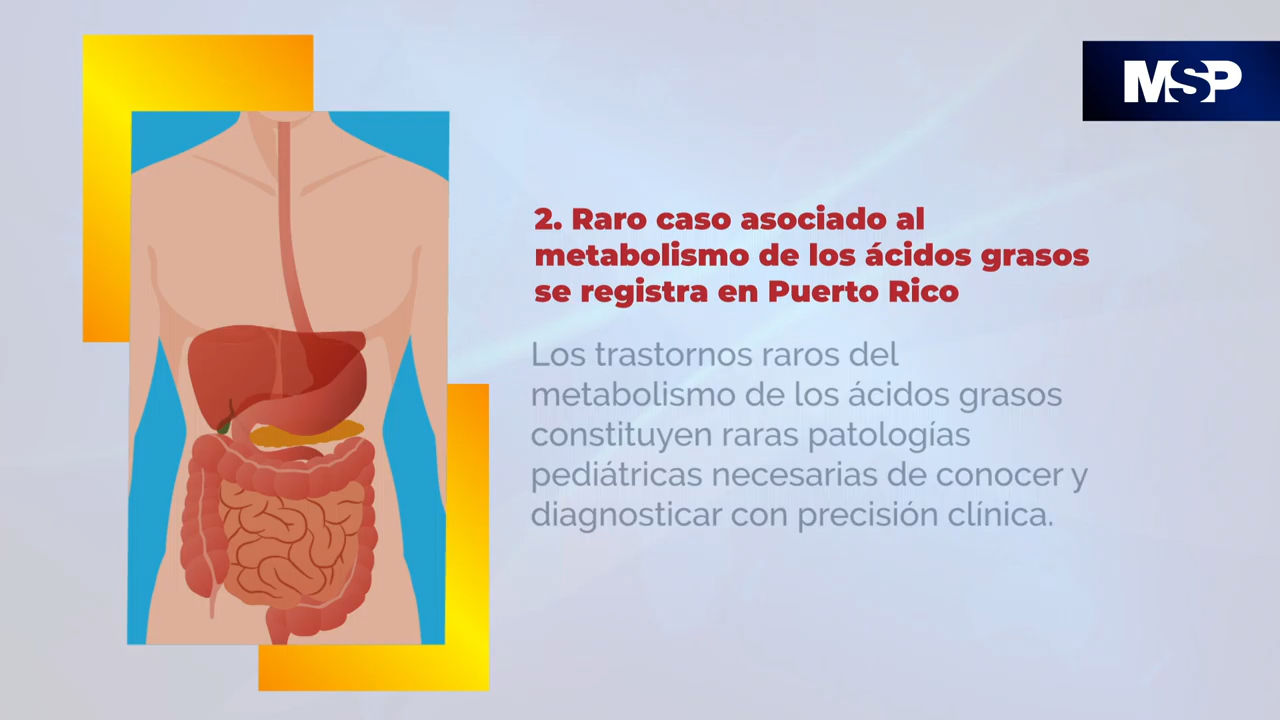 MSP
2. Raro caso asociado al
metabolismo de los ácidos grasos
se registra en Puerto Rico
Los trastornos raros del
metabolismo de los ácidos grasos
constituyen raras patologías
pediátricas necesarias de conocer y
diagnosticar con precisión clínica.